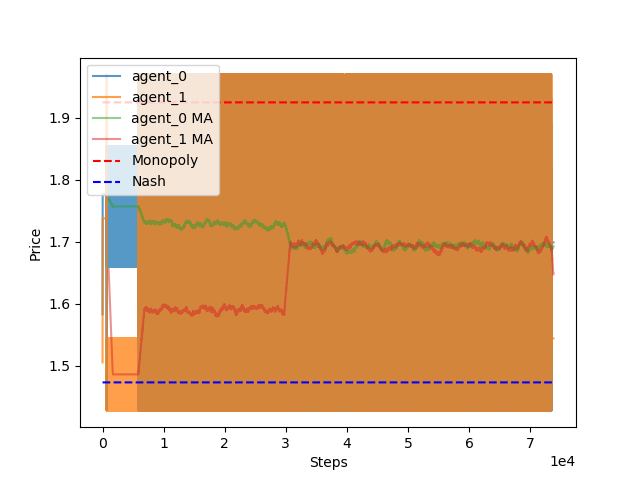 agent_0
agent_1
agent_0 MA
agent_1 MA
Monopoly
Nash
Price
1.9
1.8
1.7
1.6
1.5
0 1 2 3 4 5 6 7
1e4
Steps